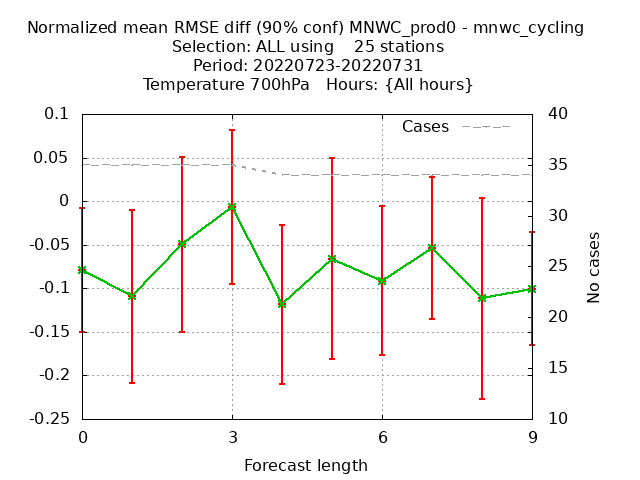 Normalized mean RMSE diff (90% conf) MNWC_prod0 - mnwc_cycling
Selection: ALL using    25 stations
Period: 20220723-20220731
Temperature 700hPa   Hours: {All hours}
0.1
0.05
0
-0.05
-0.1
-0.15
-0.2
-0.25
Cases
40
35
30
25
20
15
10
No cases
0 3 6 9
Forecast length